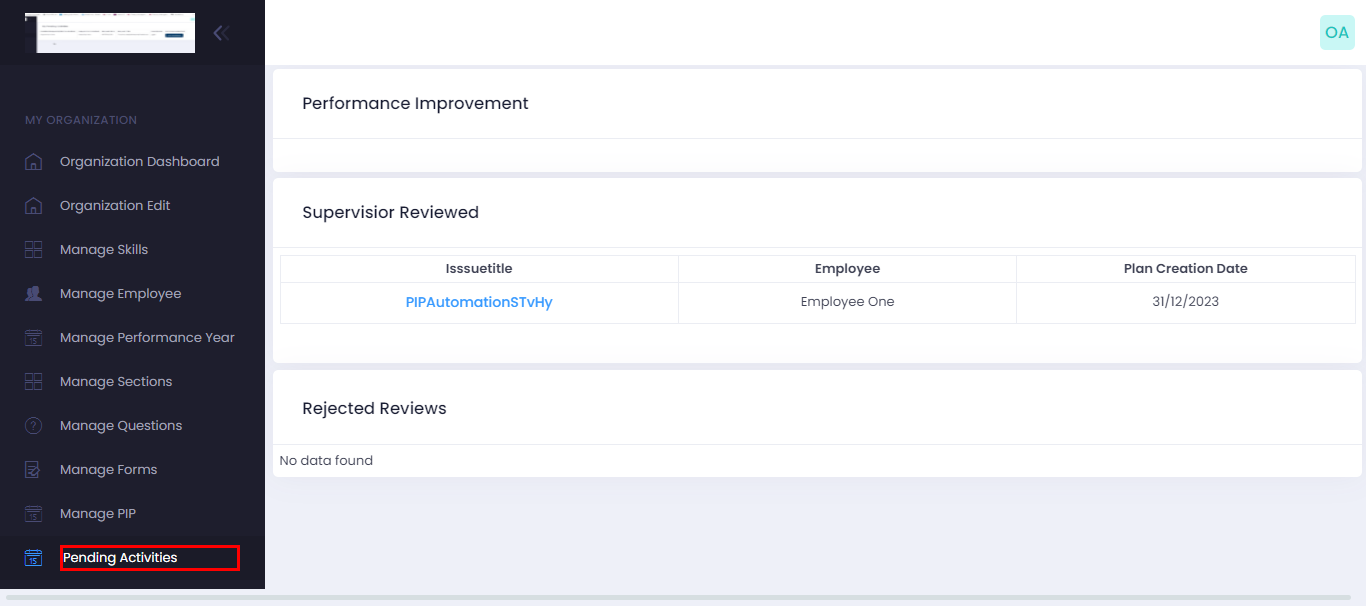 OA
MY ORGANIZATION
Organization Dashboard
Organization Edit
Manage Skills
Manage Employee
Manage Performance Year
Manage Sections
Manage Questions
Manage Forms
Manage PIP
Pending Activities
Performance Improvement
Supervisior Reviewed
Isssuetitle Employee Plan Creation Date
PIPAutomationSTvHy Employee One 31/12/2023
Rejected Reviews
No data found